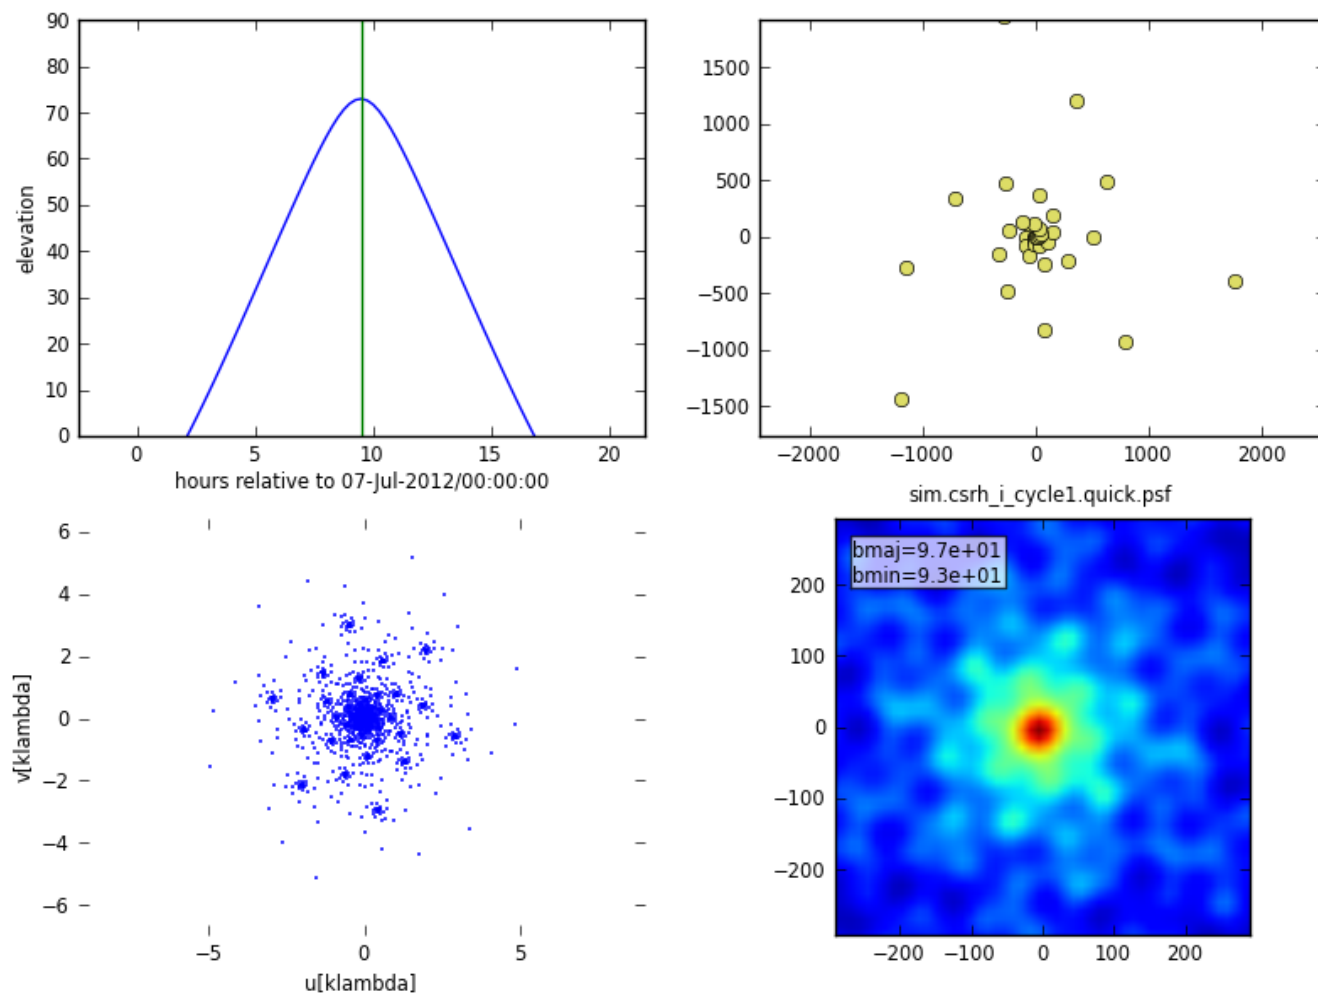 90
80
70
60
50
40
30
20
10
0
elevation
0 5 10 15 20
hours relative to 07-Jul-2012/00:00:00
1500
1000
500
0
−500
−1000
−1500
−2000 −1000 0 1000 2000
6
4
2
0
−2
−4
−6
v[klambda]
−5 0 5
u[klambda]
sim.csrh_i_cycle1.quick.psf
bmaj=9.7e+01
bmin=9.3e+01
200
100
0
−100
−200
−200 −100 0 100 200